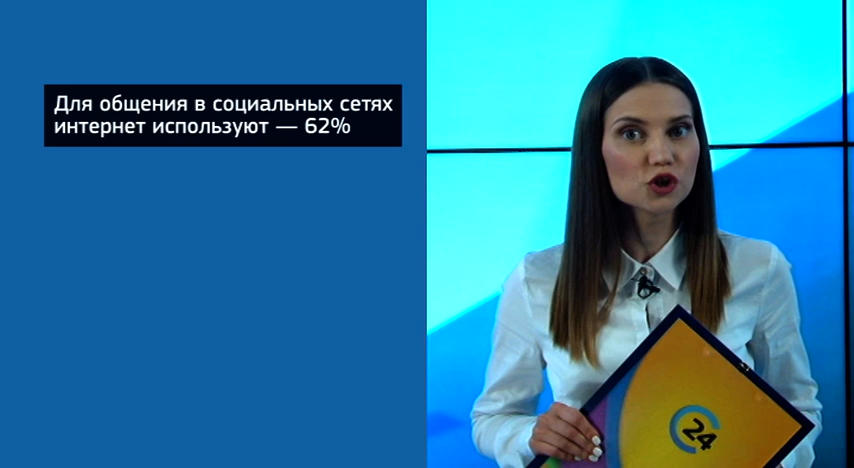 Для общения в социальных сетях
интернет используют — 62%
24